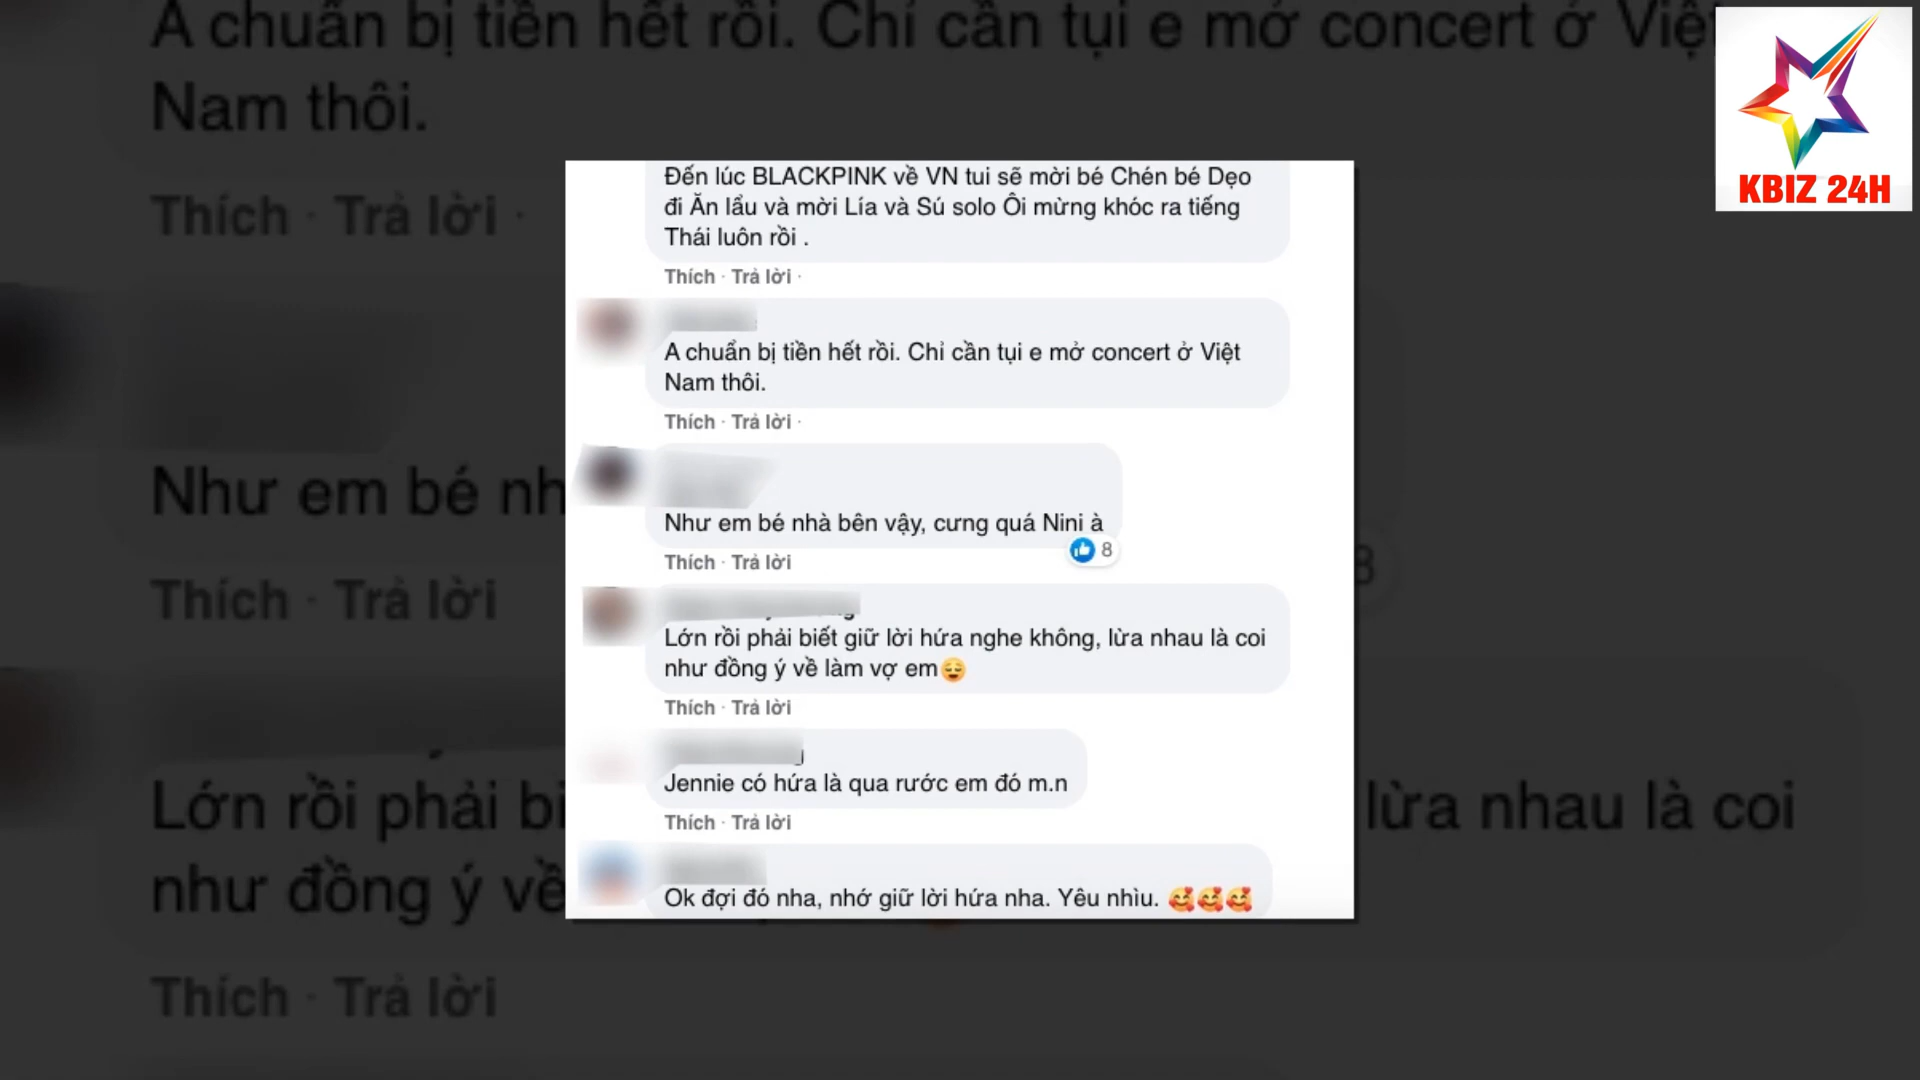 A chuẩn bị tiền hết rồi. Chỉ cần tụi e mở concert ở Việt
Nam thôi.
Thích · Trả lời ·
Như em bé nh
8
Thích · Trả lời
Lớn rồi phải bi
lừa nhau là coi
như đồng ý về
Thích · Trả lời
KBIZ 24H
Đến lúc BLACKPINK về VN tui sẽ mời bé Chén bé Dẹo
đi Ăn lẩu và mời Lía và Sú solo Ôi mừng khóc ra tiếng
Thái luôn rồi .
Thích · Trả lời ·
A chuẩn bị tiền hết rồi. Chỉ cần tụi e mở concert ở Việt
Nam thôi.
Thích · Trả lời ·
Như em bé nhà bên vậy, cưng quá Nini à
8
Thích · Trả lời
Lớn rồi phải biết giữ lời hứa nghe không, lừa nhau là coi
như đồng ý về làm vợ em😌
Thích · Trả lời
Jennie có hứa là qua rước em đó m.n
Thích · Trả lời
Ok đợi đó nha, nhớ giữ lời hứa nha. Yêu nhìu. 🥰🥰🥰